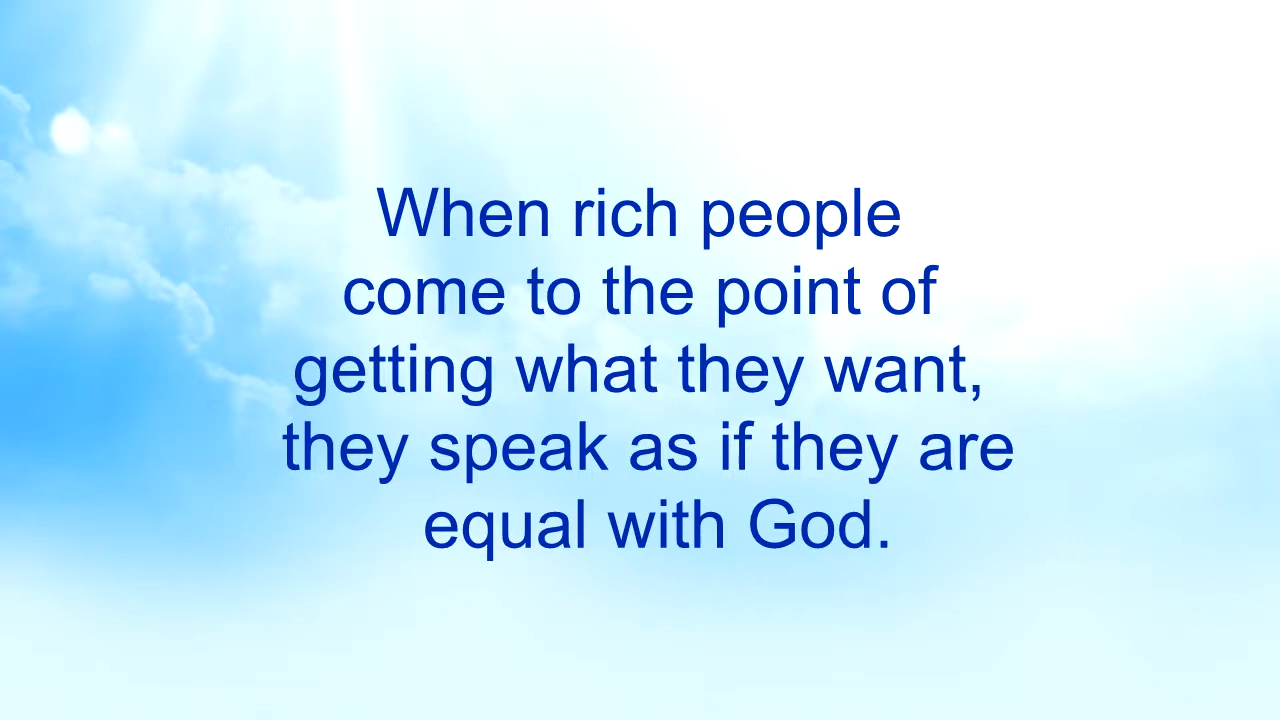 When rich people
come to the point of
getting what they want,
they speak as if they are
equal with God.